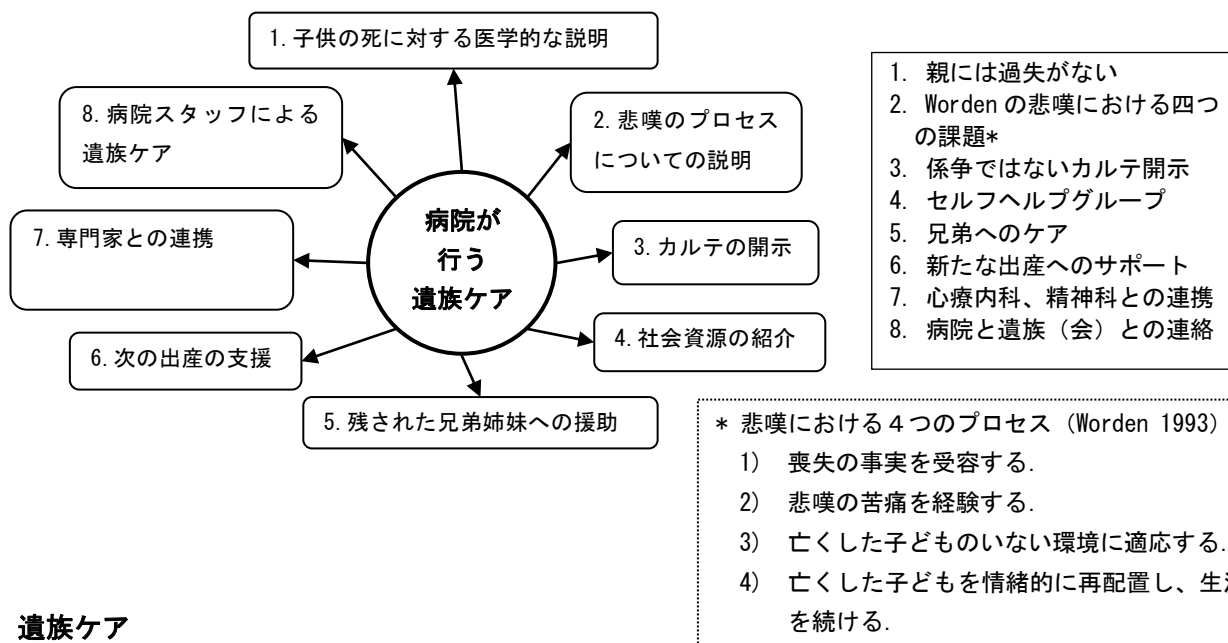 1. 子供の死に対する医学的な説明
8. 病院スタッフによる
遺族ケア
2. 悲嘆のプロセス
についての説明
病院が
行う
遺族ケア
7. 専門家との連携
3. カルテの開示
6. 次の出産の支援
4. 社会資源の紹介
5. 残された兄弟姉妹への援助
1. 親には過失がない
2. Worden の悲嘆における四つ
の課題*
3. 係争ではないカルテ開示
4. セルフヘルプグループ
5. 兄弟へのケア
6. 新たな出産へのサポート
7. 心療内科、精神科との連携
8. 病院と遺族（会）との連絡
* 悲嘆における４つのプロセス（Worden 1993）
1) 喪失の事実を受容する.
2) 悲嘆の苦痛を経験する.
3) 亡くした子どものいない環境に適応する.
4) 亡くした子どもを情緒的に再配置し、生活
を続ける.
遺族ケア